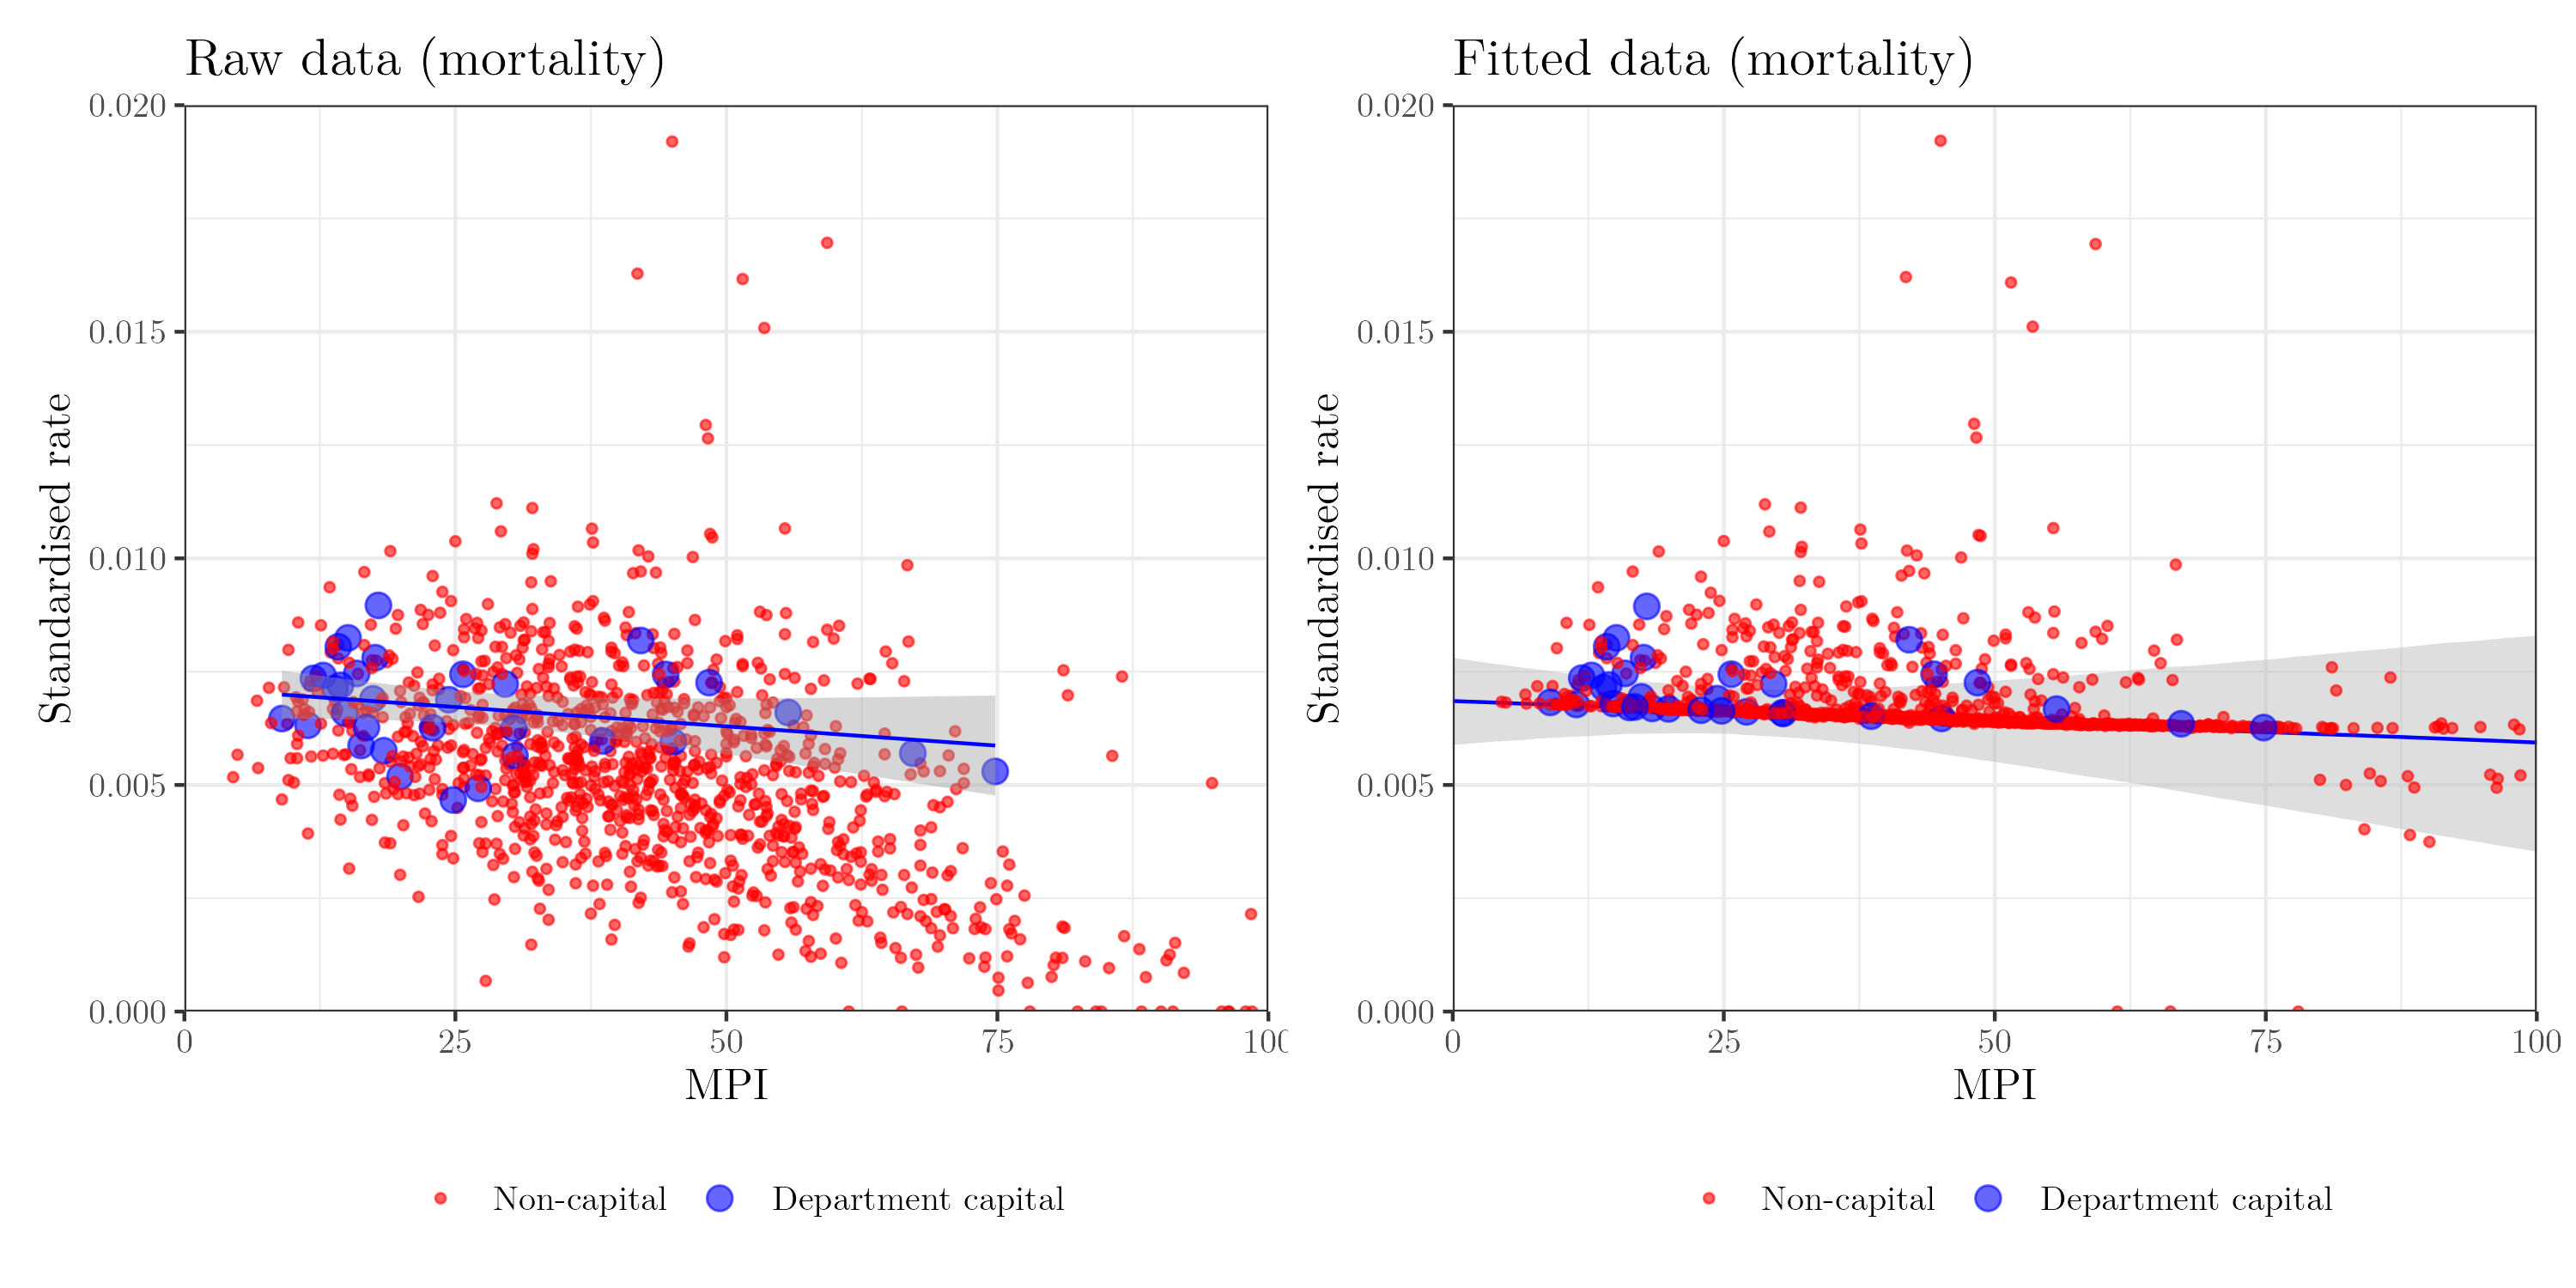 Raw data (mortality)
Standardised rate
0.020
0.015
0.010
0.005
0.000
0 25 50 75 100
MPI
Non-capital Department capital
Fitted data (mortality)
Standardised rate
0.020
0.015
0.010
0.005
0.000
0 25 50 75 100
MPI
Non-capital Department capital